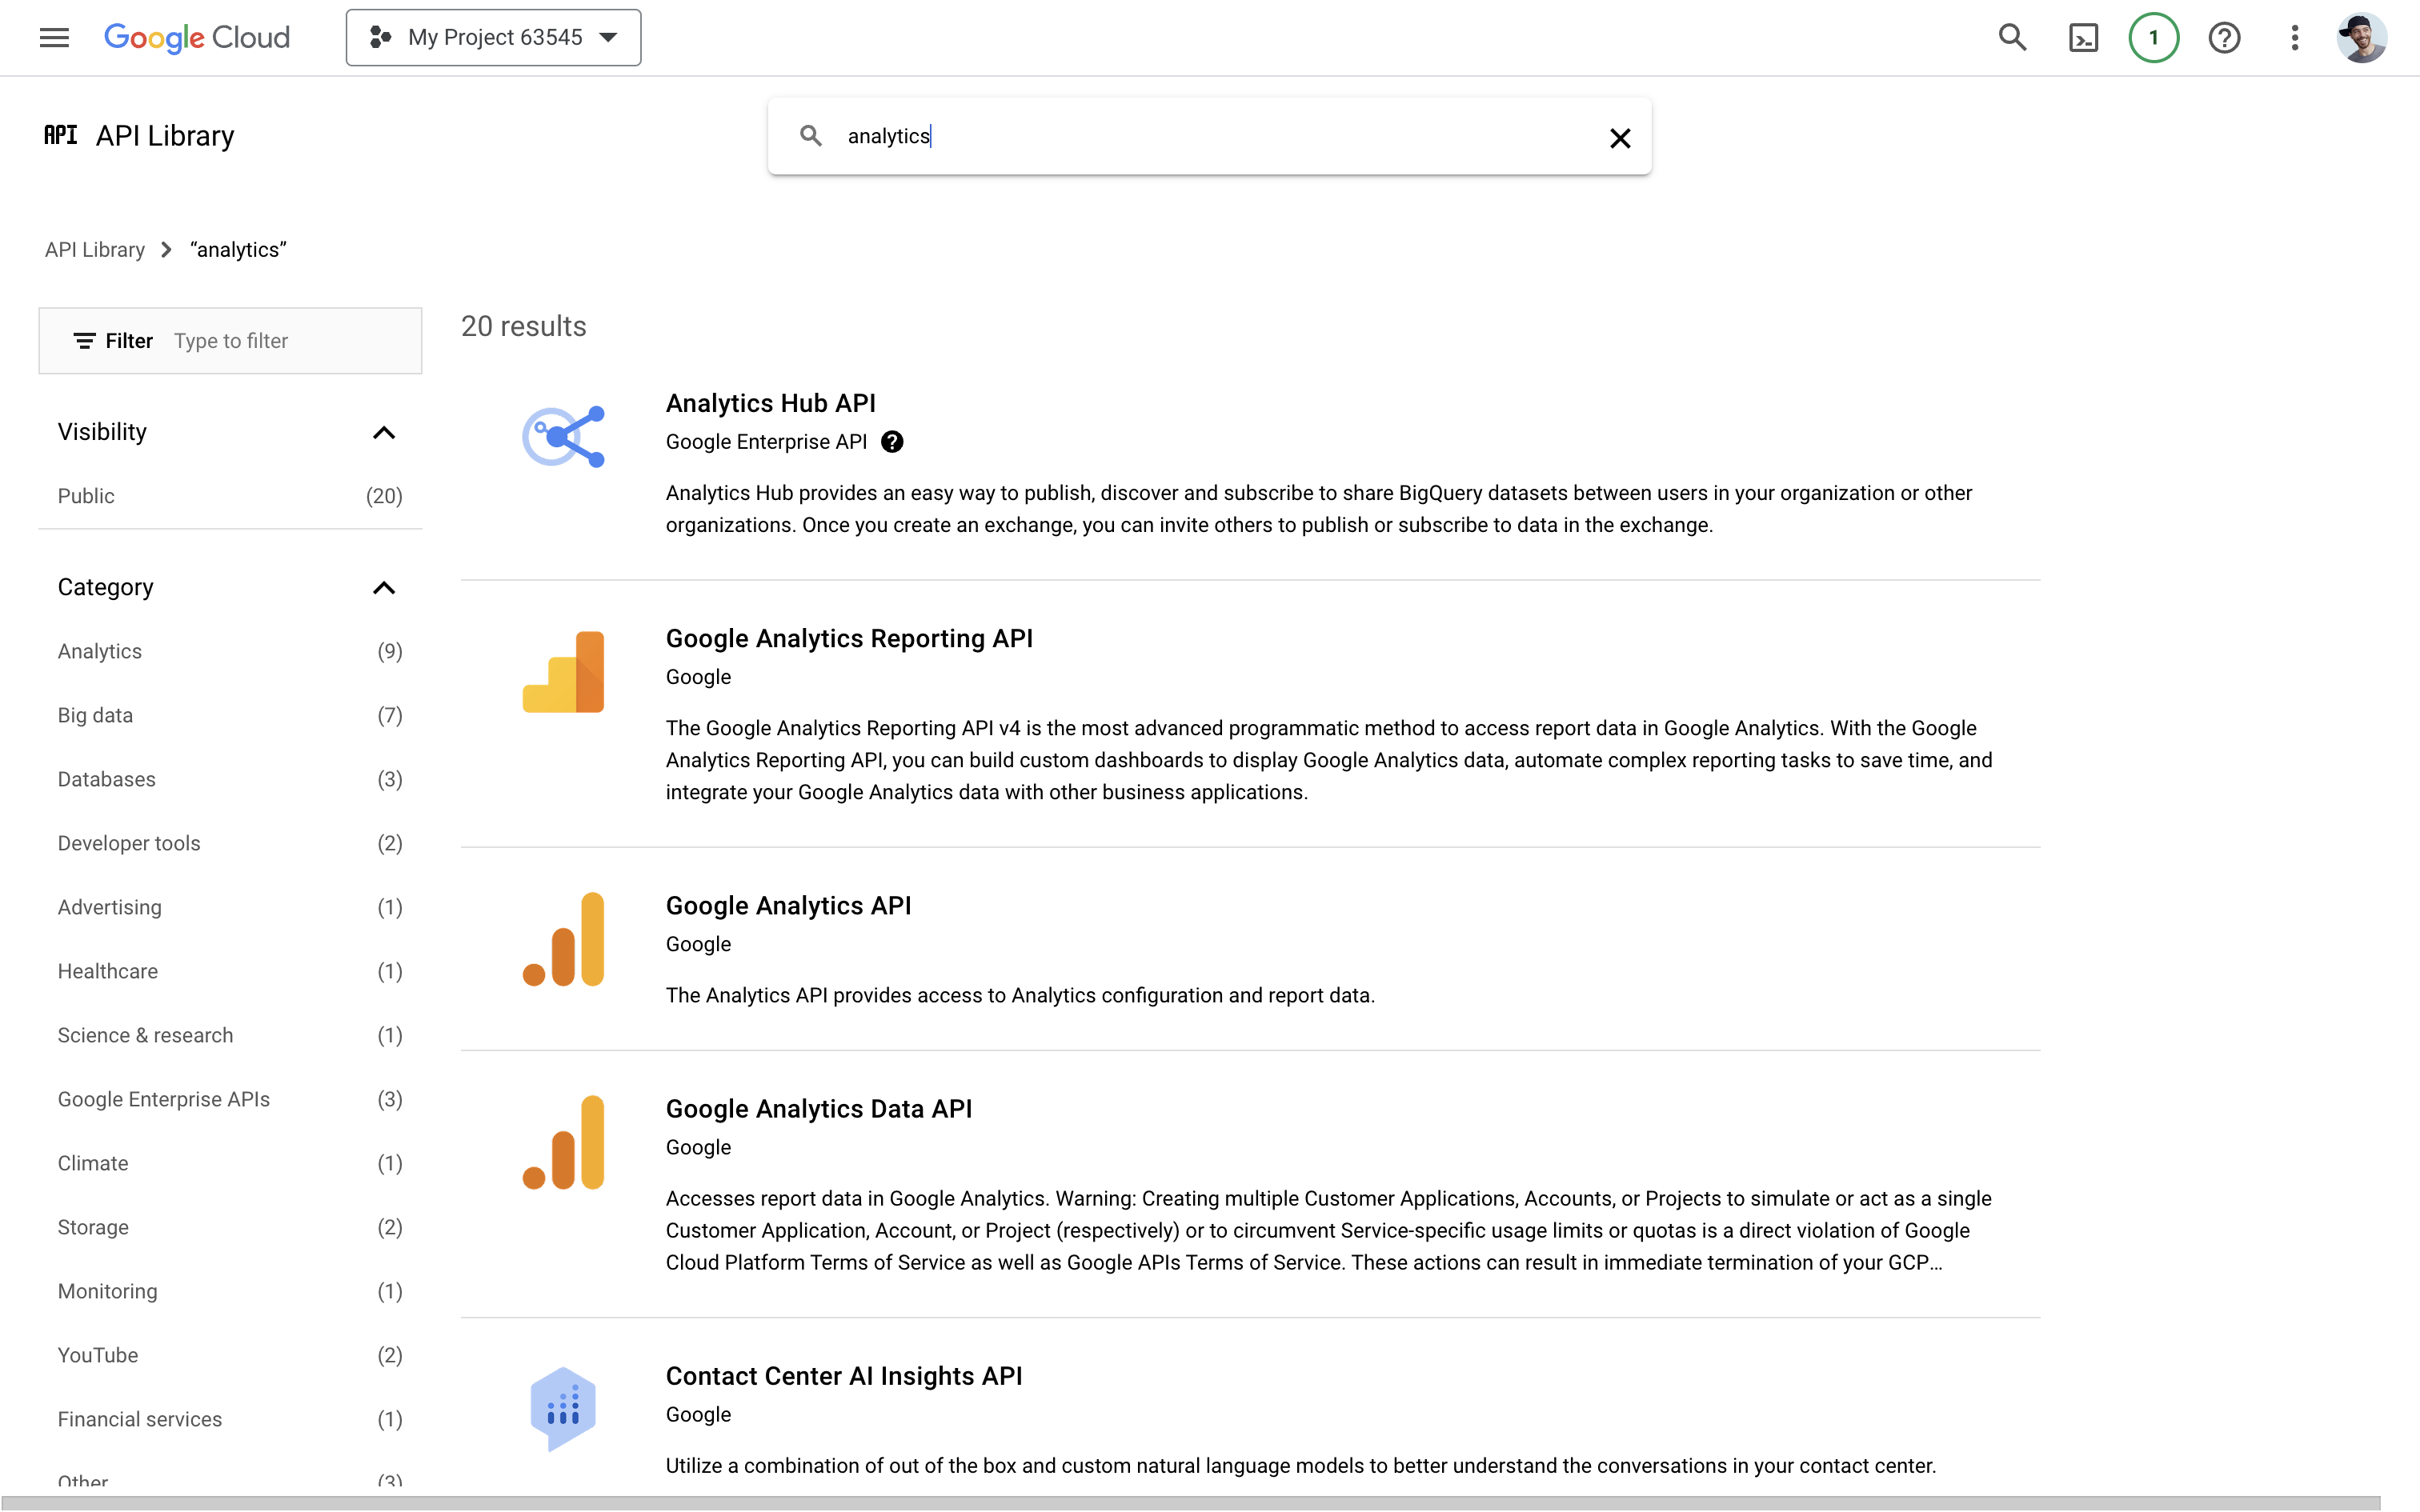 Google Cloud
My Project 63545
1
API API Library
analytics
API Library “analytics”
Filter Type to filter
Visibility
Public (20)
Category
Analytics (9)
Big data (7)
Databases (3)
Developer tools (2)
Advertising (1)
Healthcare (1)
Science & research (1)
Google Enterprise APIs (3)
Climate (1)
Storage (2)
Monitoring (1)
YouTube (2)
Financial services (1)
Other (3)
20 results
Analytics Hub API
Google Enterprise API
Analytics Hub provides an easy way to publish, discover and subscribe to share BigQuery datasets between users in your organization or other
organizations. Once you create an exchange, you can invite others to publish or subscribe to data in the exchange.
Google Analytics Reporting API
Google
The Google Analytics Reporting API v4 is the most advanced programmatic method to access report data in Google Analytics. With the Google
Analytics Reporting API, you can build custom dashboards to display Google Analytics data, automate complex reporting tasks to save time, and
integrate your Google Analytics data with other business applications.
Google Analytics API
Google
The Analytics API provides access to Analytics configuration and report data.
Google Analytics Data API
Google
Accesses report data in Google Analytics. Warning: Creating multiple Customer Applications, Accounts, or Projects to simulate or act as a single
Customer Application, Account, or Project (respectively) or to circumvent Service-specific usage limits or quotas is a direct violation of Google
Cloud Platform Terms of Service as well as Google APIs Terms of Service. These actions can result in immediate termination of your GCP…
Contact Center AI Insights API
Google
Utilize a combination of out of the box and custom natural language models to better understand the conversations in your contact center.